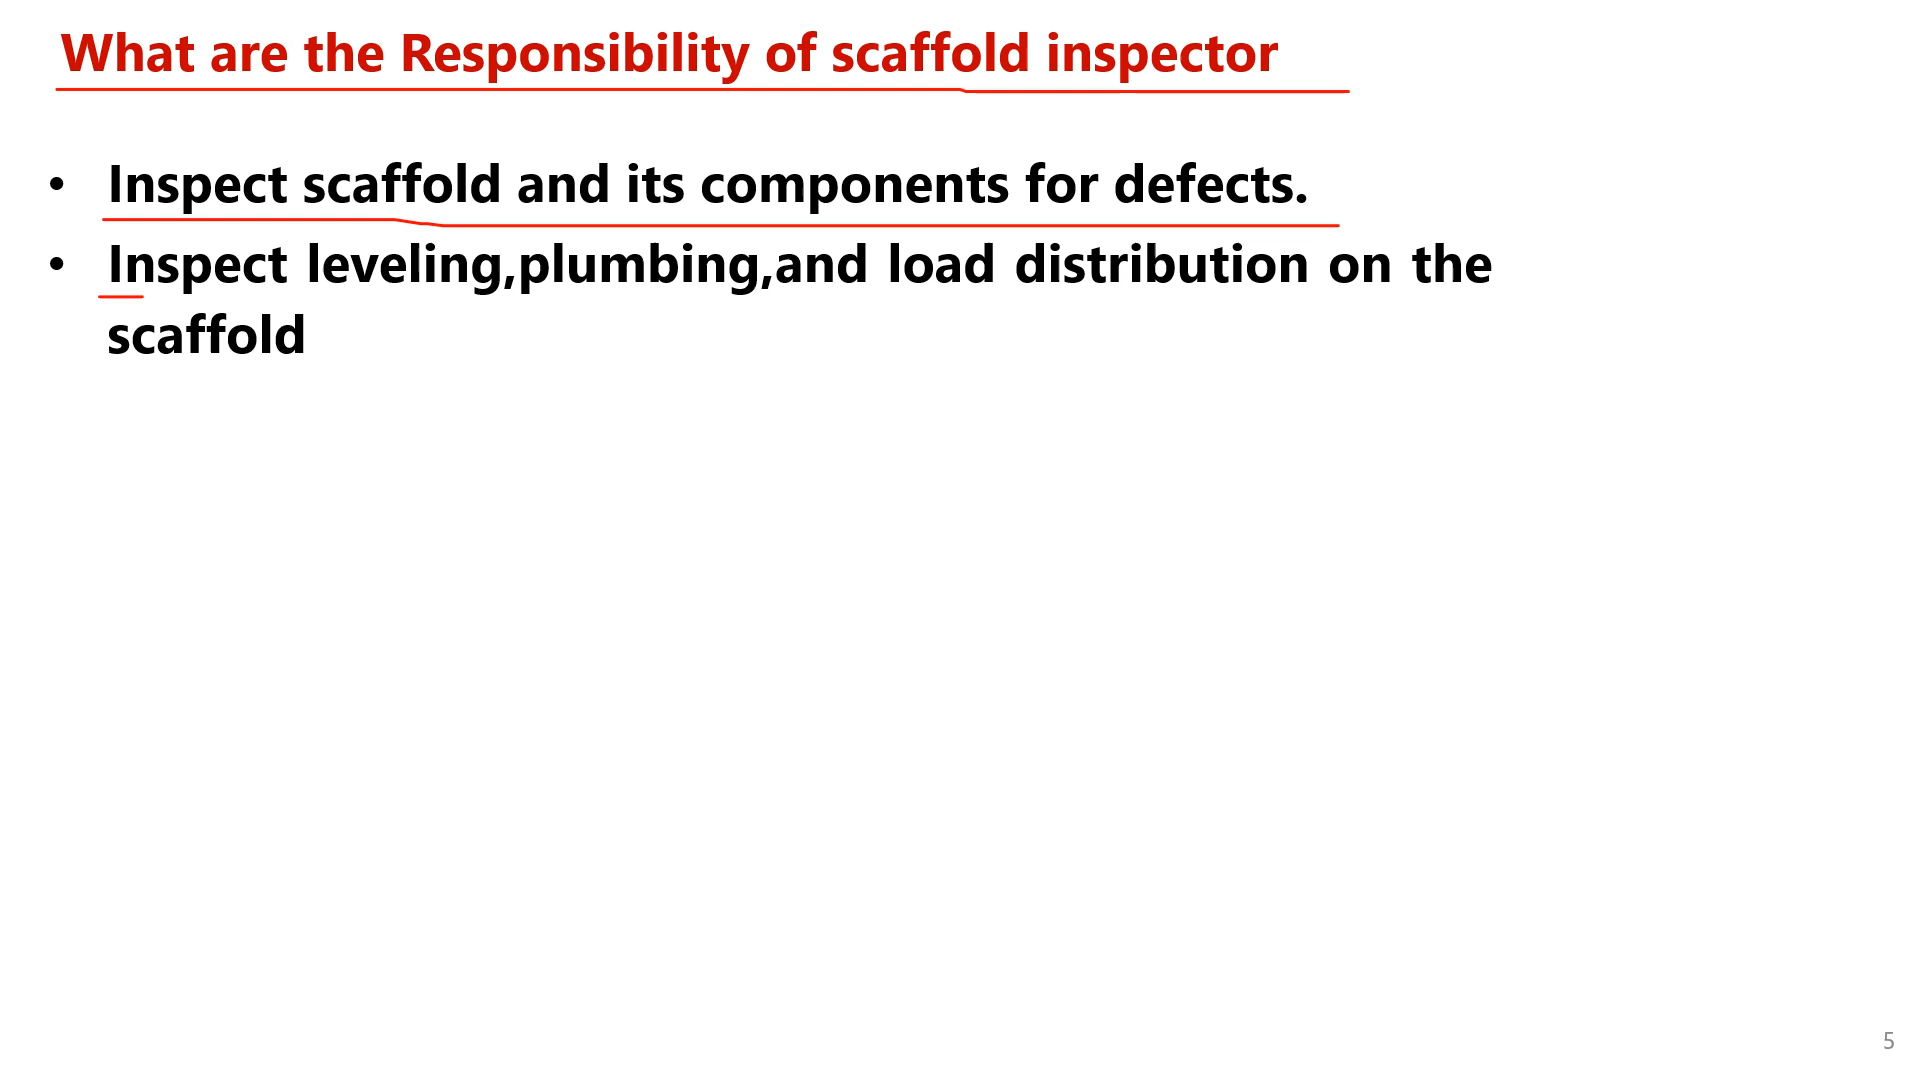 What are the Responsibility of scaffold inspector
• Inspect scaffold and its components for defects.
• Inspect leveling,plumbing,and load distribution on the
scaffold
5